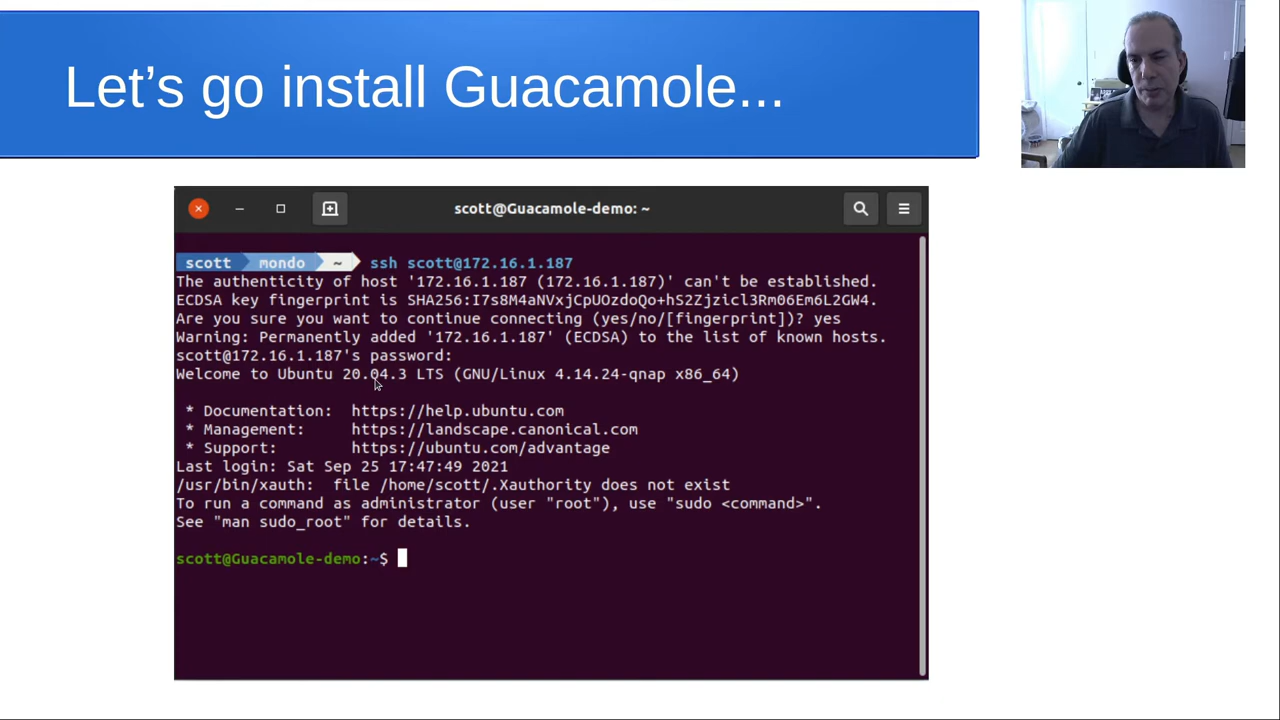 Let's go install Guacamole...
scott@Guacamole-demo: ~
scott mondo ~ ssh scott@172.16.1.187
The authenticity of host '172.16.1.187 (172.16.1.187)' can't be established.
ECDSA key fingerprint is SHA256:I7s8M4aNVxjCpUOzdoQo+hS2Zjzicl3Rm06Em6L2GW4.
Are you sure you want to continue connecting (yes/no/[fingerprint])? yes
Warning: Permanently added '172.16.1.187' (ECDSA) to the list of known hosts.
scott@172.16.1.187's password:
Welcome to Ubuntu 20.04.3 LTS (GNU/Linux 4.14.24-qnap x86_64)
* Documentation: https://help.ubuntu.com
* Management: https://landscape.canonical.com
* Support: https://ubuntu.com/advantage
Last login: Sat Sep 25 17:47:49 2021
/usr/bin/xauth: file /home/scott/.Xauthority does not exist
To run a command as administrator (user "root"), use "sudo <command>".
See "man sudo_root" for details.
scott@Guacamole-demo:~$